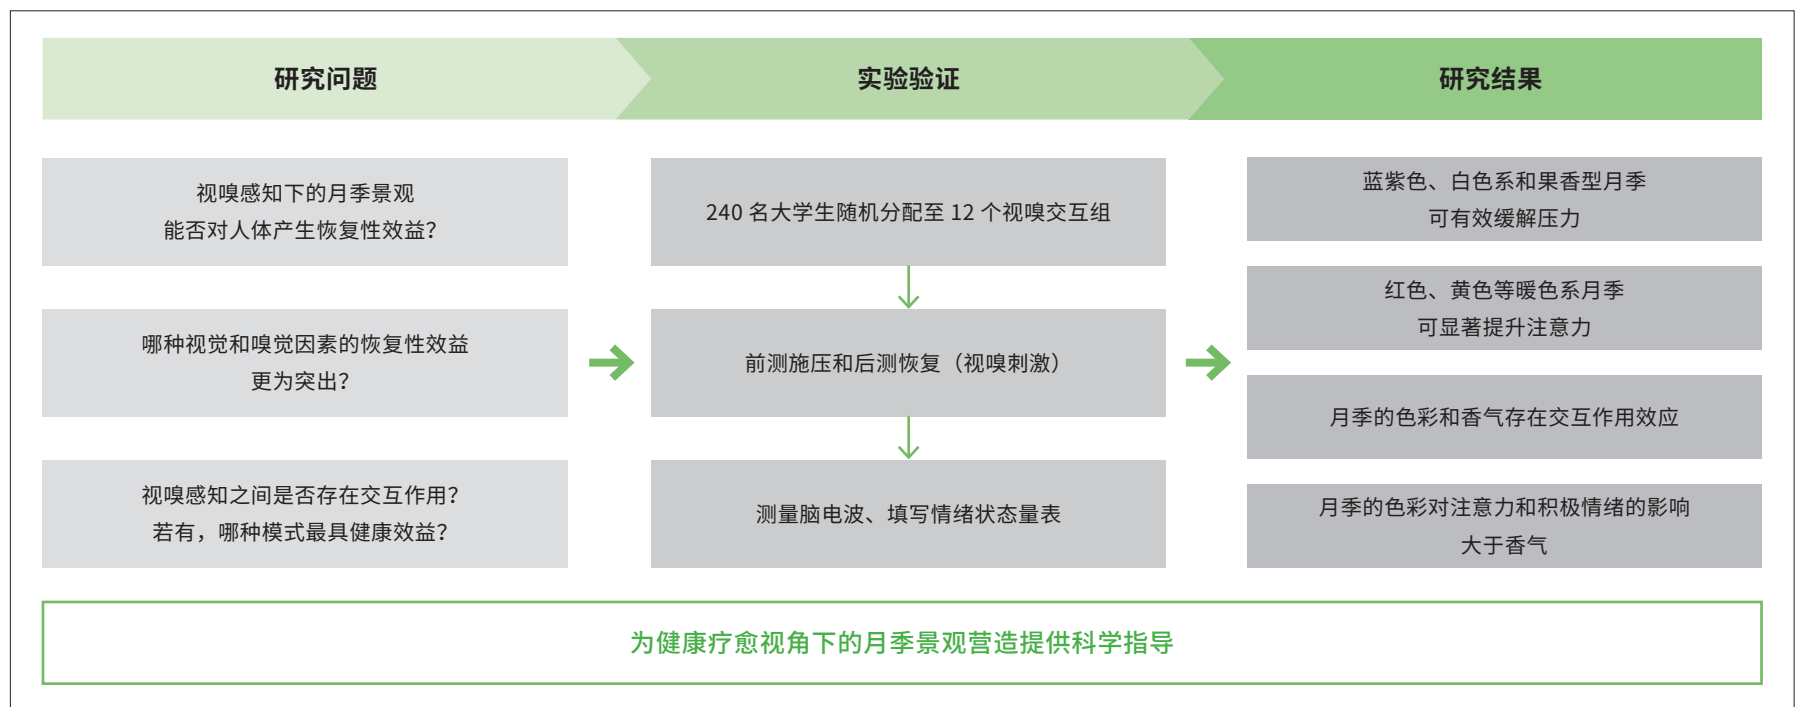 研究问题
实验验证
研究结果
视嗅感知下的月季景观
能否对人体产生恢复性效益？
哪种视觉和嗅觉因素的恢复性效益
更为突出？
视嗅感知之间是否存在交互作用？
若有，哪种模式最具健康效益？
240 名大学生随机分配至 12 个视嗅交互组
前测施压和后测恢复（视嗅刺激）
测量脑电波、填写情绪状态量表
蓝紫色、白色系和果香型月季
可有效缓解压力
红色、黄色等暖色系月季
可显著提升注意力
月季的色彩和香气存在交互作用效应
月季的色彩对注意力和积极情绪的影响
大于香气
为健康疗愈视角下的月季景观营造提供科学指导